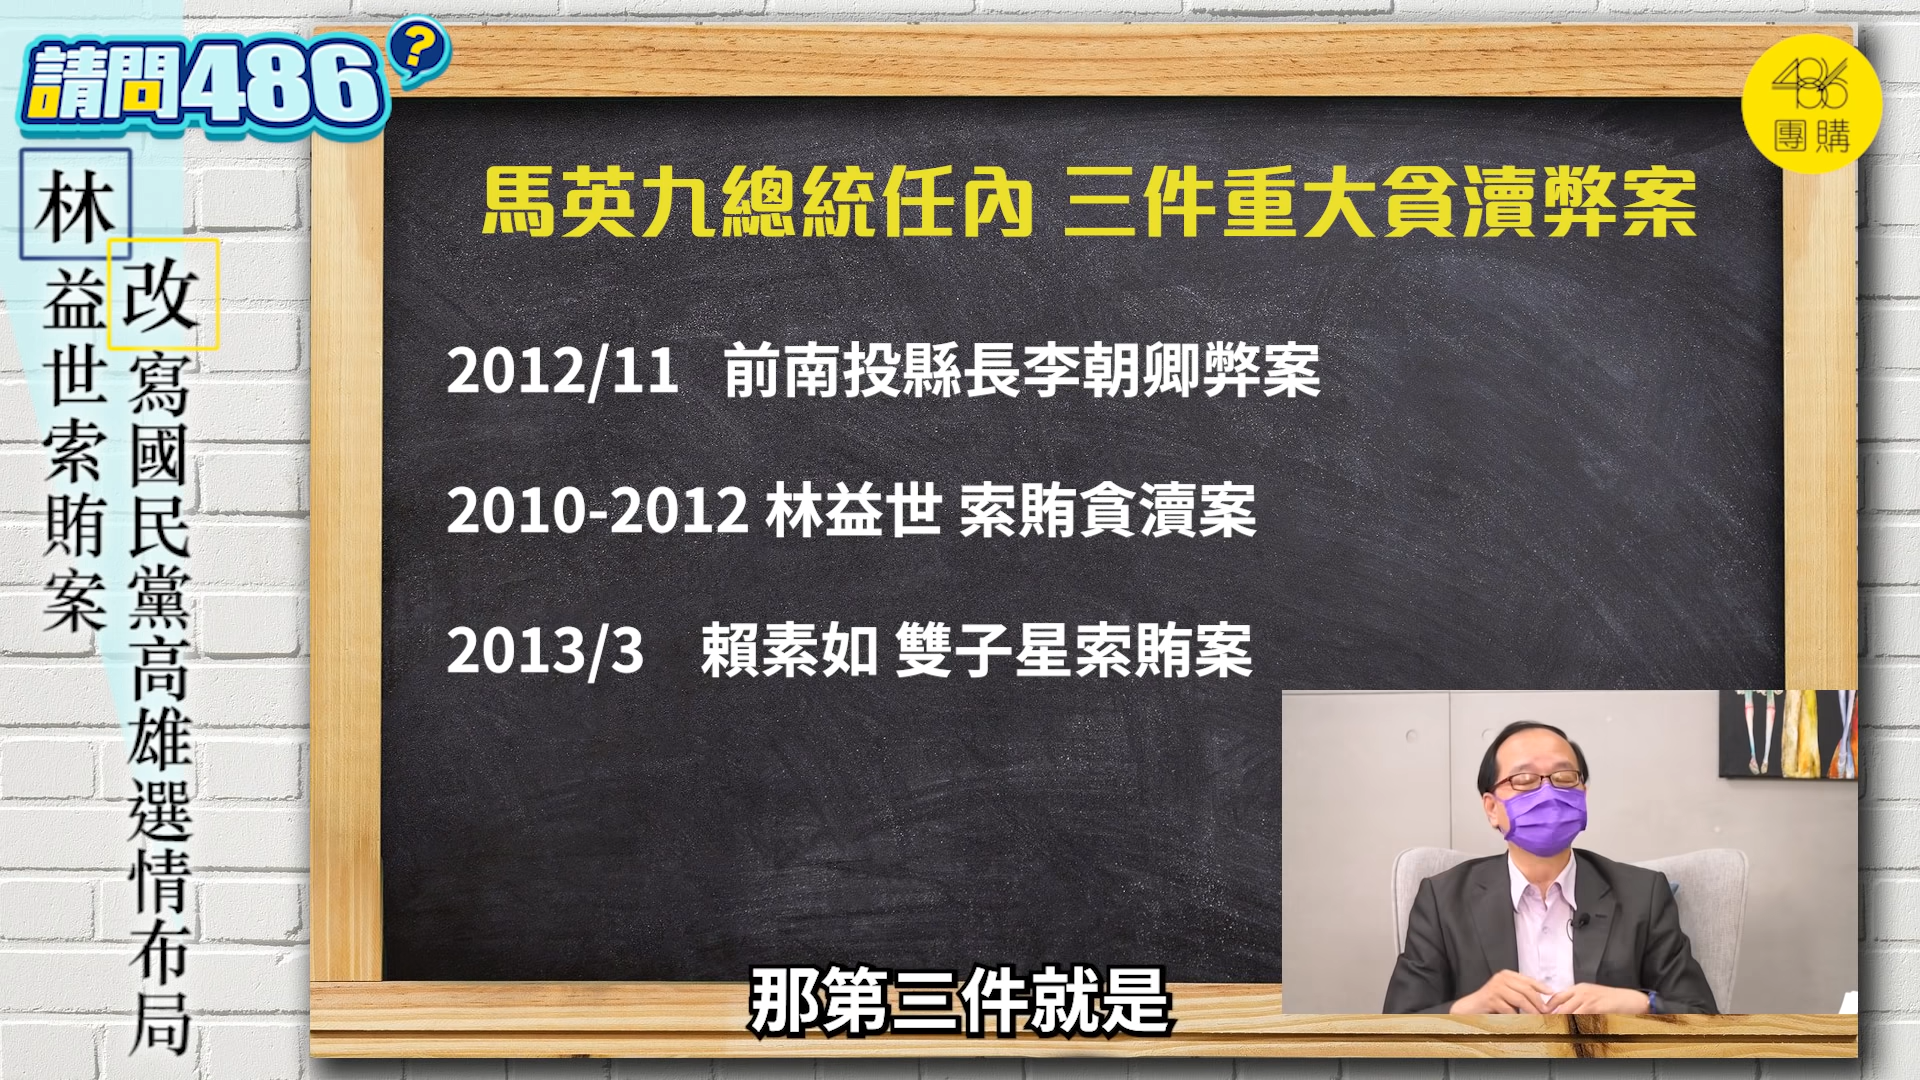 請問486?
486
團購
林益世索賄案
改寫國民黨高雄選情布局
馬英九總統任內 三件重大貪瀆弊案
2012/11 前南投縣長李朝卿弊案
2010-2012 林益世 索賄貪瀆案
2013/3 賴素如 雙子星索賄案
那第三件就是